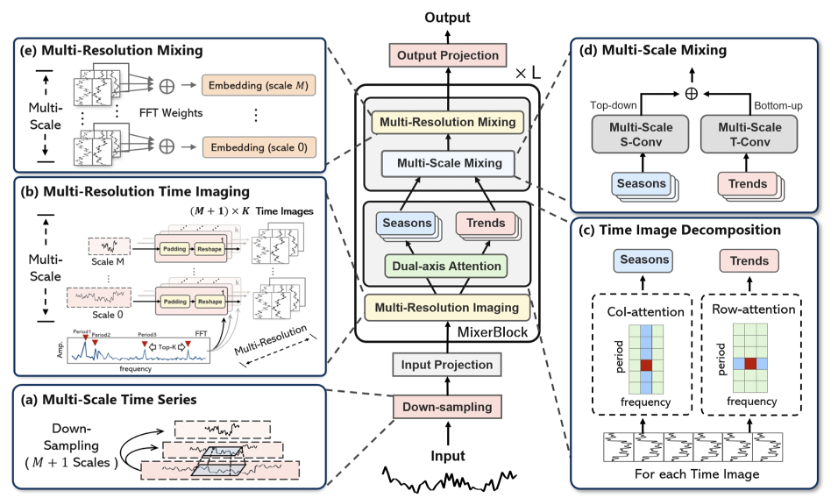 Output
Output Projection
× L
Multi-Resolution Mixing
Multi-Scale Mixing
Seasons
Trends
Dual-axis Attention
Multi-Resolution Imaging
MixerBlock
Input Projection
Down-sampling
Input
(e) Multi-Resolution Mixing
Multi-
Scale
Embedding (scale M)
FFT Weights
Embedding (scale 0)
(b) Multi-Resolution Time Imaging
(M + 1) × K Time Images
Multi-
Scale
Scale M
Padding
Reshape
Scale 0
Padding
Reshape
Period1
Period2
Period3
Top-K
FFT
Amp.
frequency
Multi-Resolution
(a) Multi-Scale Time Series
Down-
Sampling
( M + 1 Scales )
(d) Multi-Scale Mixing
Top-down
Bottom-up
Multi-Scale
S-Conv
Multi-Scale
T-Conv
Seasons
Trends
(c) Time Image Decomposition
Seasons
Trends
Col-attention
Row-attention
period
frequency
period
frequency
For each Time Image